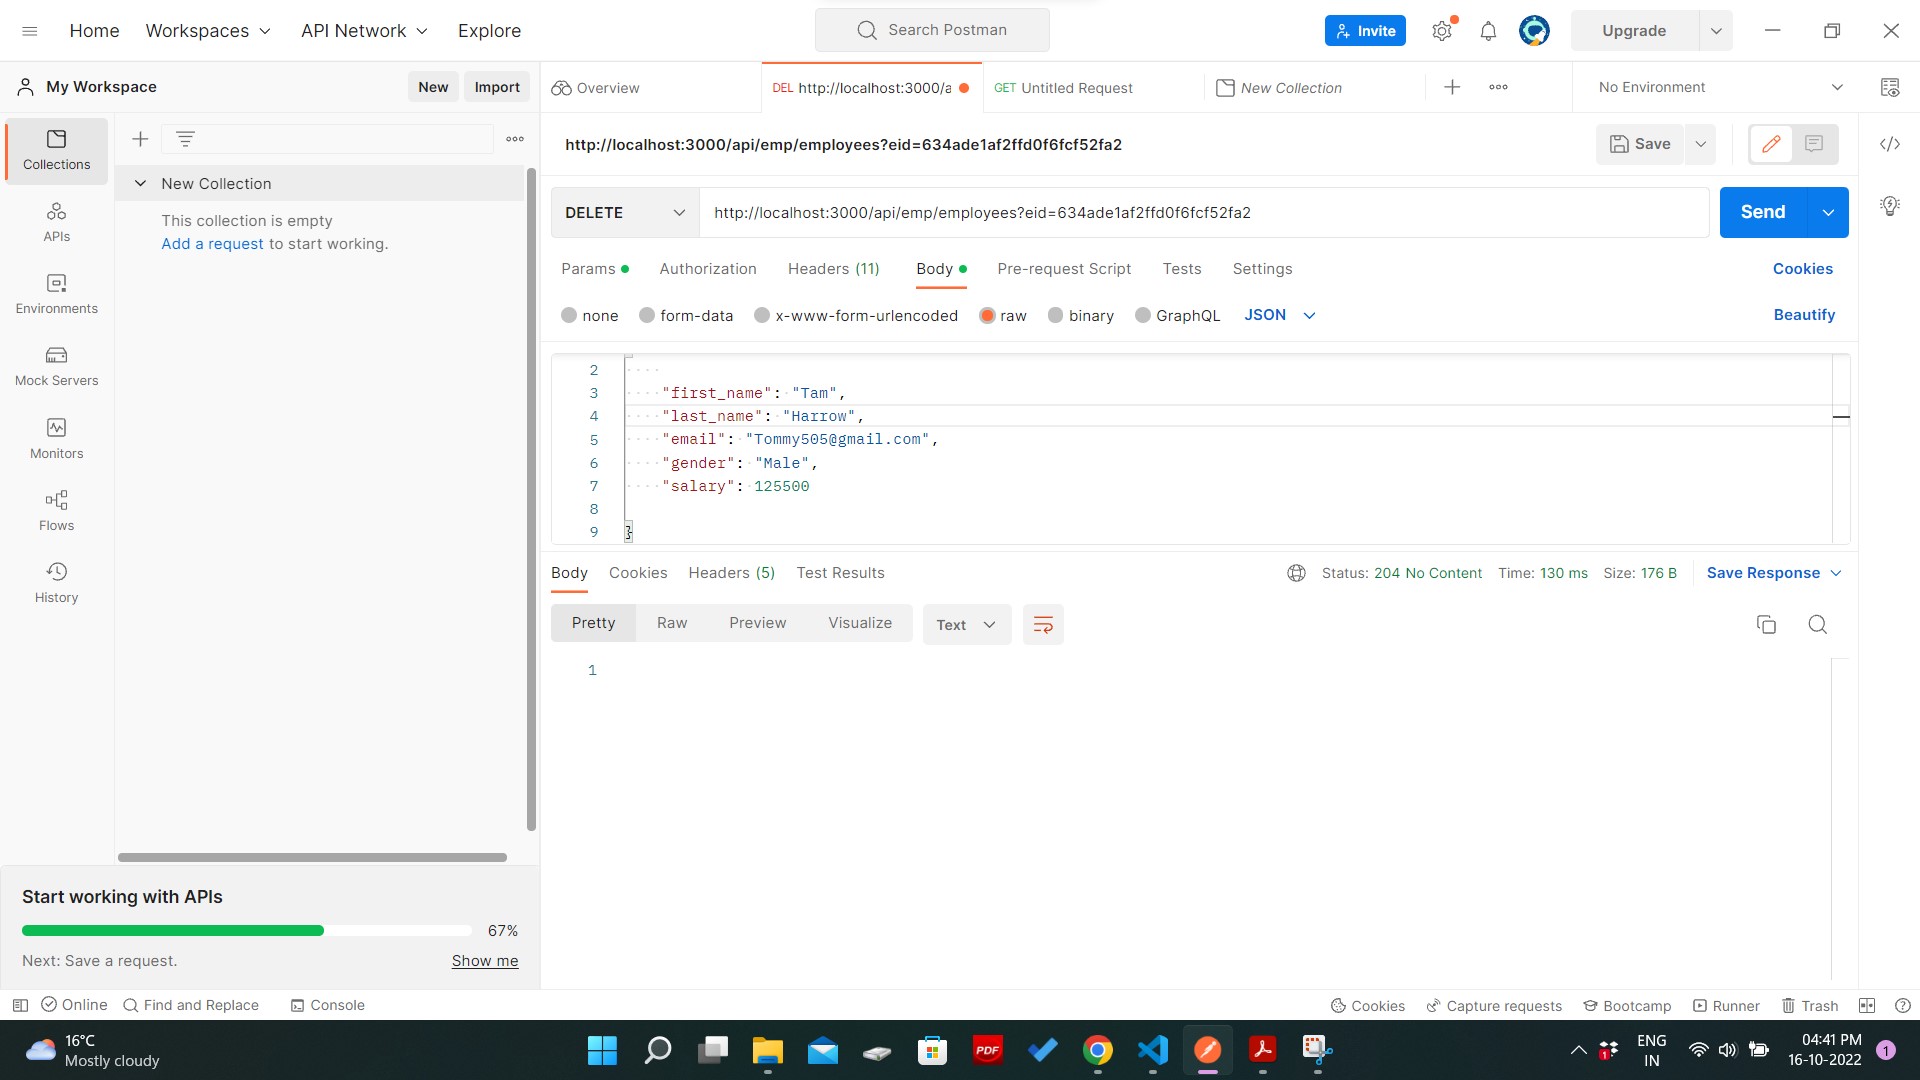 Home Workspaces API Network Explore Search Postman Invite Upgrade
My Workspace New Import
Overview DEL http://localhost:3000/a GET Untitled Request New Collection No Environment
Collections
APIs
Environments
Mock Servers
Monitors
Flows
History
New Collection
This collection is empty
Add a request to start working.
http://localhost:3000/api/emp/employees?eid=634ade1af2ffd0f6fcf52fa2 Save
DELETE http://localhost:3000/api/emp/employees?eid=634ade1af2ffd0f6fcf52fa2 Send
Params Authorization Headers (11) Body Pre-request Script Tests Settings Cookies
none form-data x-www-form-urlencoded raw binary GraphQL JSON Beautify
2
3 "first_name": "Tam",
4 "last_name": "Harrow",
5 "email": "Tommy505@gmail.com",
6 "gender": "Male",
7 "salary": 125500
8
9 }
Body Cookies Headers (5) Test Results Status: 204 No Content Time: 130 ms Size: 176 B Save Response
Pretty Raw Preview Visualize Text
1
Start working with APIs
67%
Next: Save a request. Show me
Online Find and Replace Console Cookies Capture requests Bootcamp Runner Trash
16°C
Mostly cloudy
PDF
1
ENG
IN
04:41 PM
16-10-2022
1